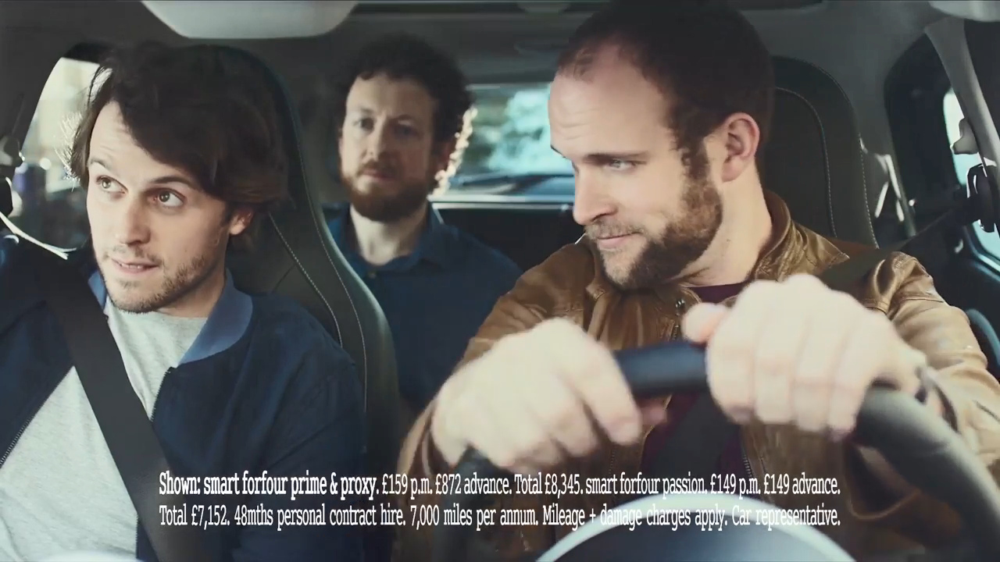 Shown: smart forfour prime & proxy. £159 p.m. £872 advance. Total £8,345. smart forfour passion. £149 p.m. £149 advance.
Total £7,152. 48mths personal contract hire. 7,000 miles per annum. Mileage + damage charges apply. Car representative.